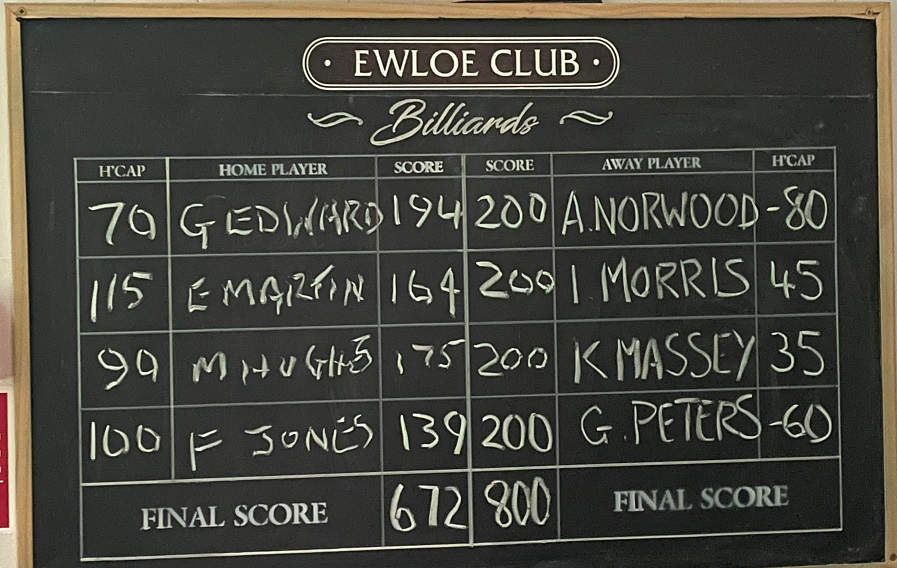 EWLOE CLUB
Billiards
H'CAP HOME PLAYER SCORE SCORE AWAY PLAYER H'CAP
70 G EDWARD 194 200 A.NORWOOD -80
115 E MARTIN 164 200 I MORRIS 45
99 M HUGHS 175 200 K MASSEY 35
100 F JONES 139 200 G.PETERS -60
FINAL SCORE 672 800 FINAL SCORE